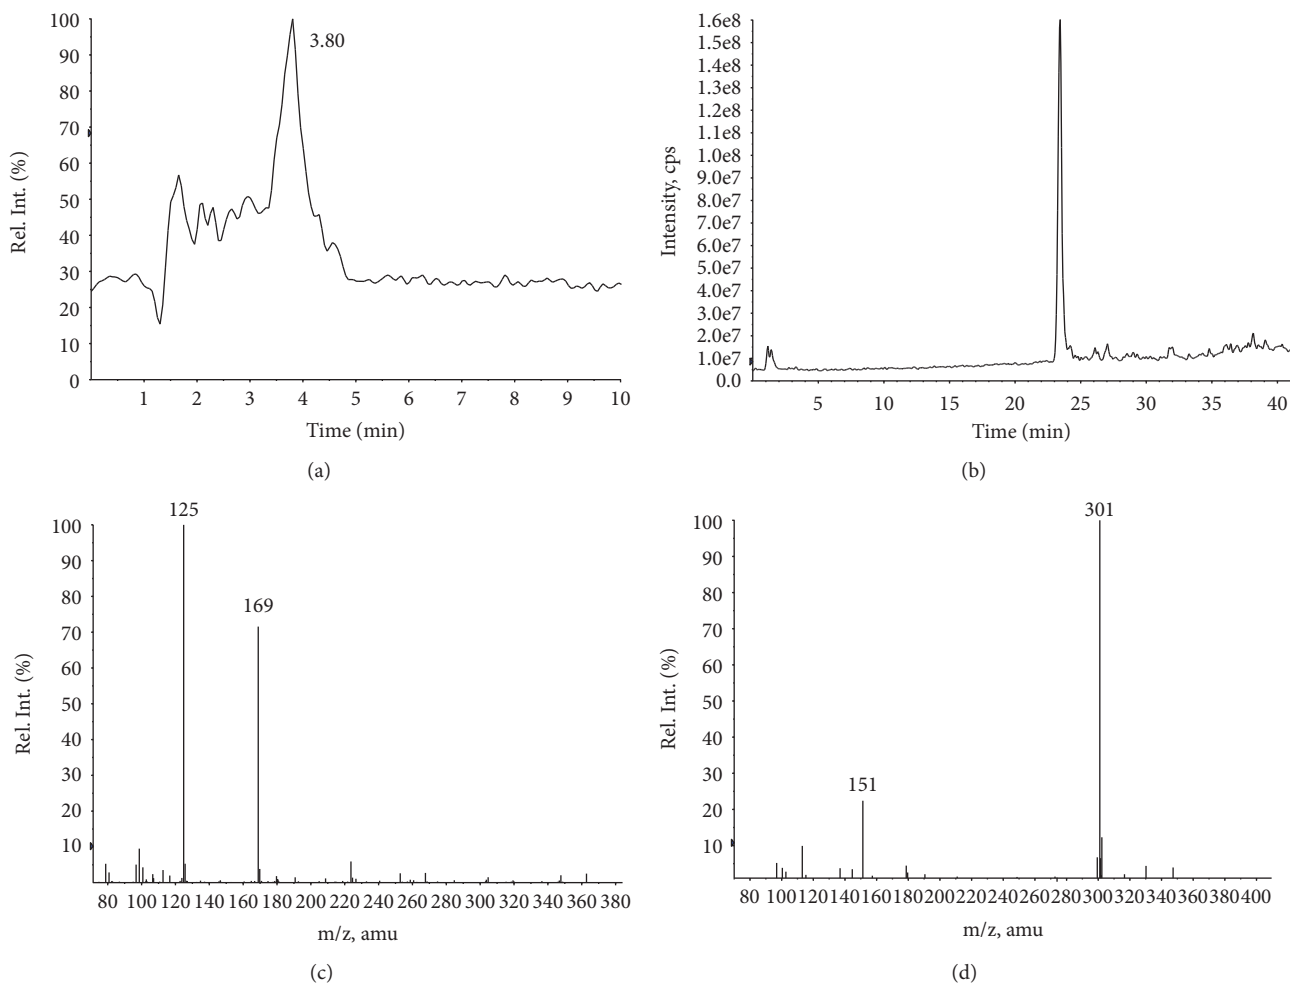 100
90
80
70
60
50
40
30
20
10
0
Rel. Int. (%)
3.80
1 2 3 4 5 6 7 8 9 10
Time (min)
(a)
1.6e8
1.5e8
1.4e8
1.3e8
1.2e8
1.1e8
1.0e8
9.0e7
8.0e7
7.0e7
6.0e7
5.0e7
4.0e7
3.0e7
2.0e7
1.0e7
0.0
Intensity, cps
5 10 15 20 25 30 35 40
Time (min)
(b)
100
90
80
70
60
50
40
30
20
10
Rel. Int. (%)
125
169
80 100 120 140 160 180 200 220 240 260 280 300 320 340 360 380
m/z, amu
(c)
100
90
80
70
60
50
40
30
20
10
Rel. Int. (%)
301
151
80 100 120 140 160 180 200 220 240 260 280 300 320 340 360 380 400
m/z, amu
(d)